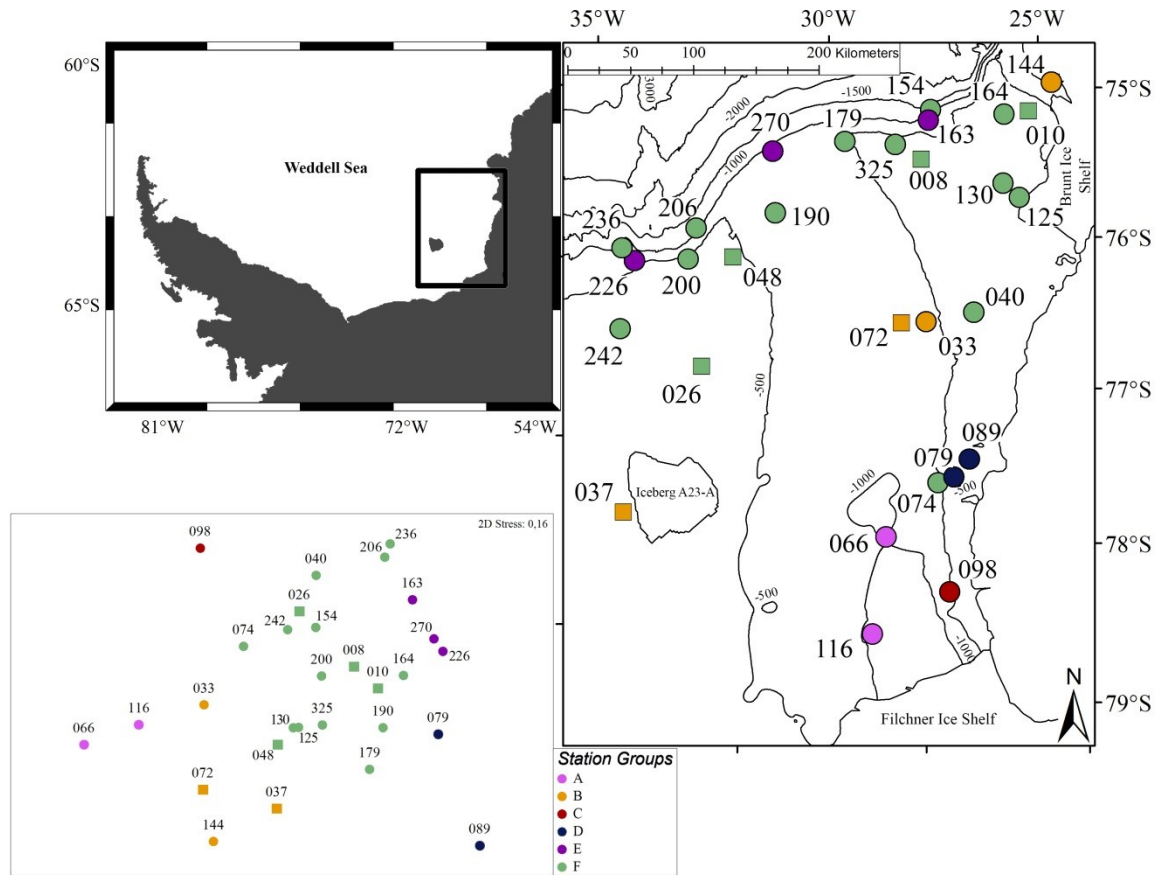 60°S
65°S
81°W
72°W
54°W
Weddell Sea
35°W
30°W
25°W
0
50
100
200 Kilometers
75°S
76°S
77°S
78°S
79°S
-3000
-2000
-1500
-1000
144
154
164
010
179
270
163
325
008
130
125
Brunt Ice
Shelf
190
206
236
226
200
048
040
072
033
242
026
-500
089
079
074
-500
037
Iceberg A23-A
-1000
066
098
-500
116
-1000
Filchner Ice Shelf
N
2D Stress: 0,16
098
236
206
040
163
026
242
154
270
074
226
008
200
010
164
033
116
066
130
125
325
190
079
048
179
072
037
144
089
Station Groups
A
B
C
D
E
F